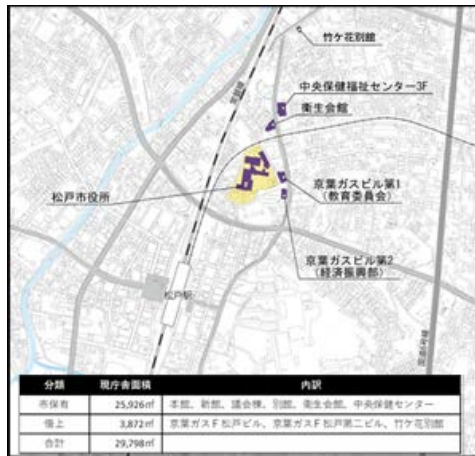 竹ケ花別館
常磐線
中央保健福祉センター3F
衛生会館
松戸市役所
京葉ガスビル第1
(教育委員会)
京葉ガスビル第2
(経済振興部)
松戸駅
分類 現庁舎面積 内訳
市保有 25,926㎡ 本館、新館、議会棟、別館、衛生会館、中央保健センター
借上 3,872㎡ 京葉ガスF松戸ビル、京葉ガスF松戸第二ビル、竹ケ花別館
合計 29,798㎡